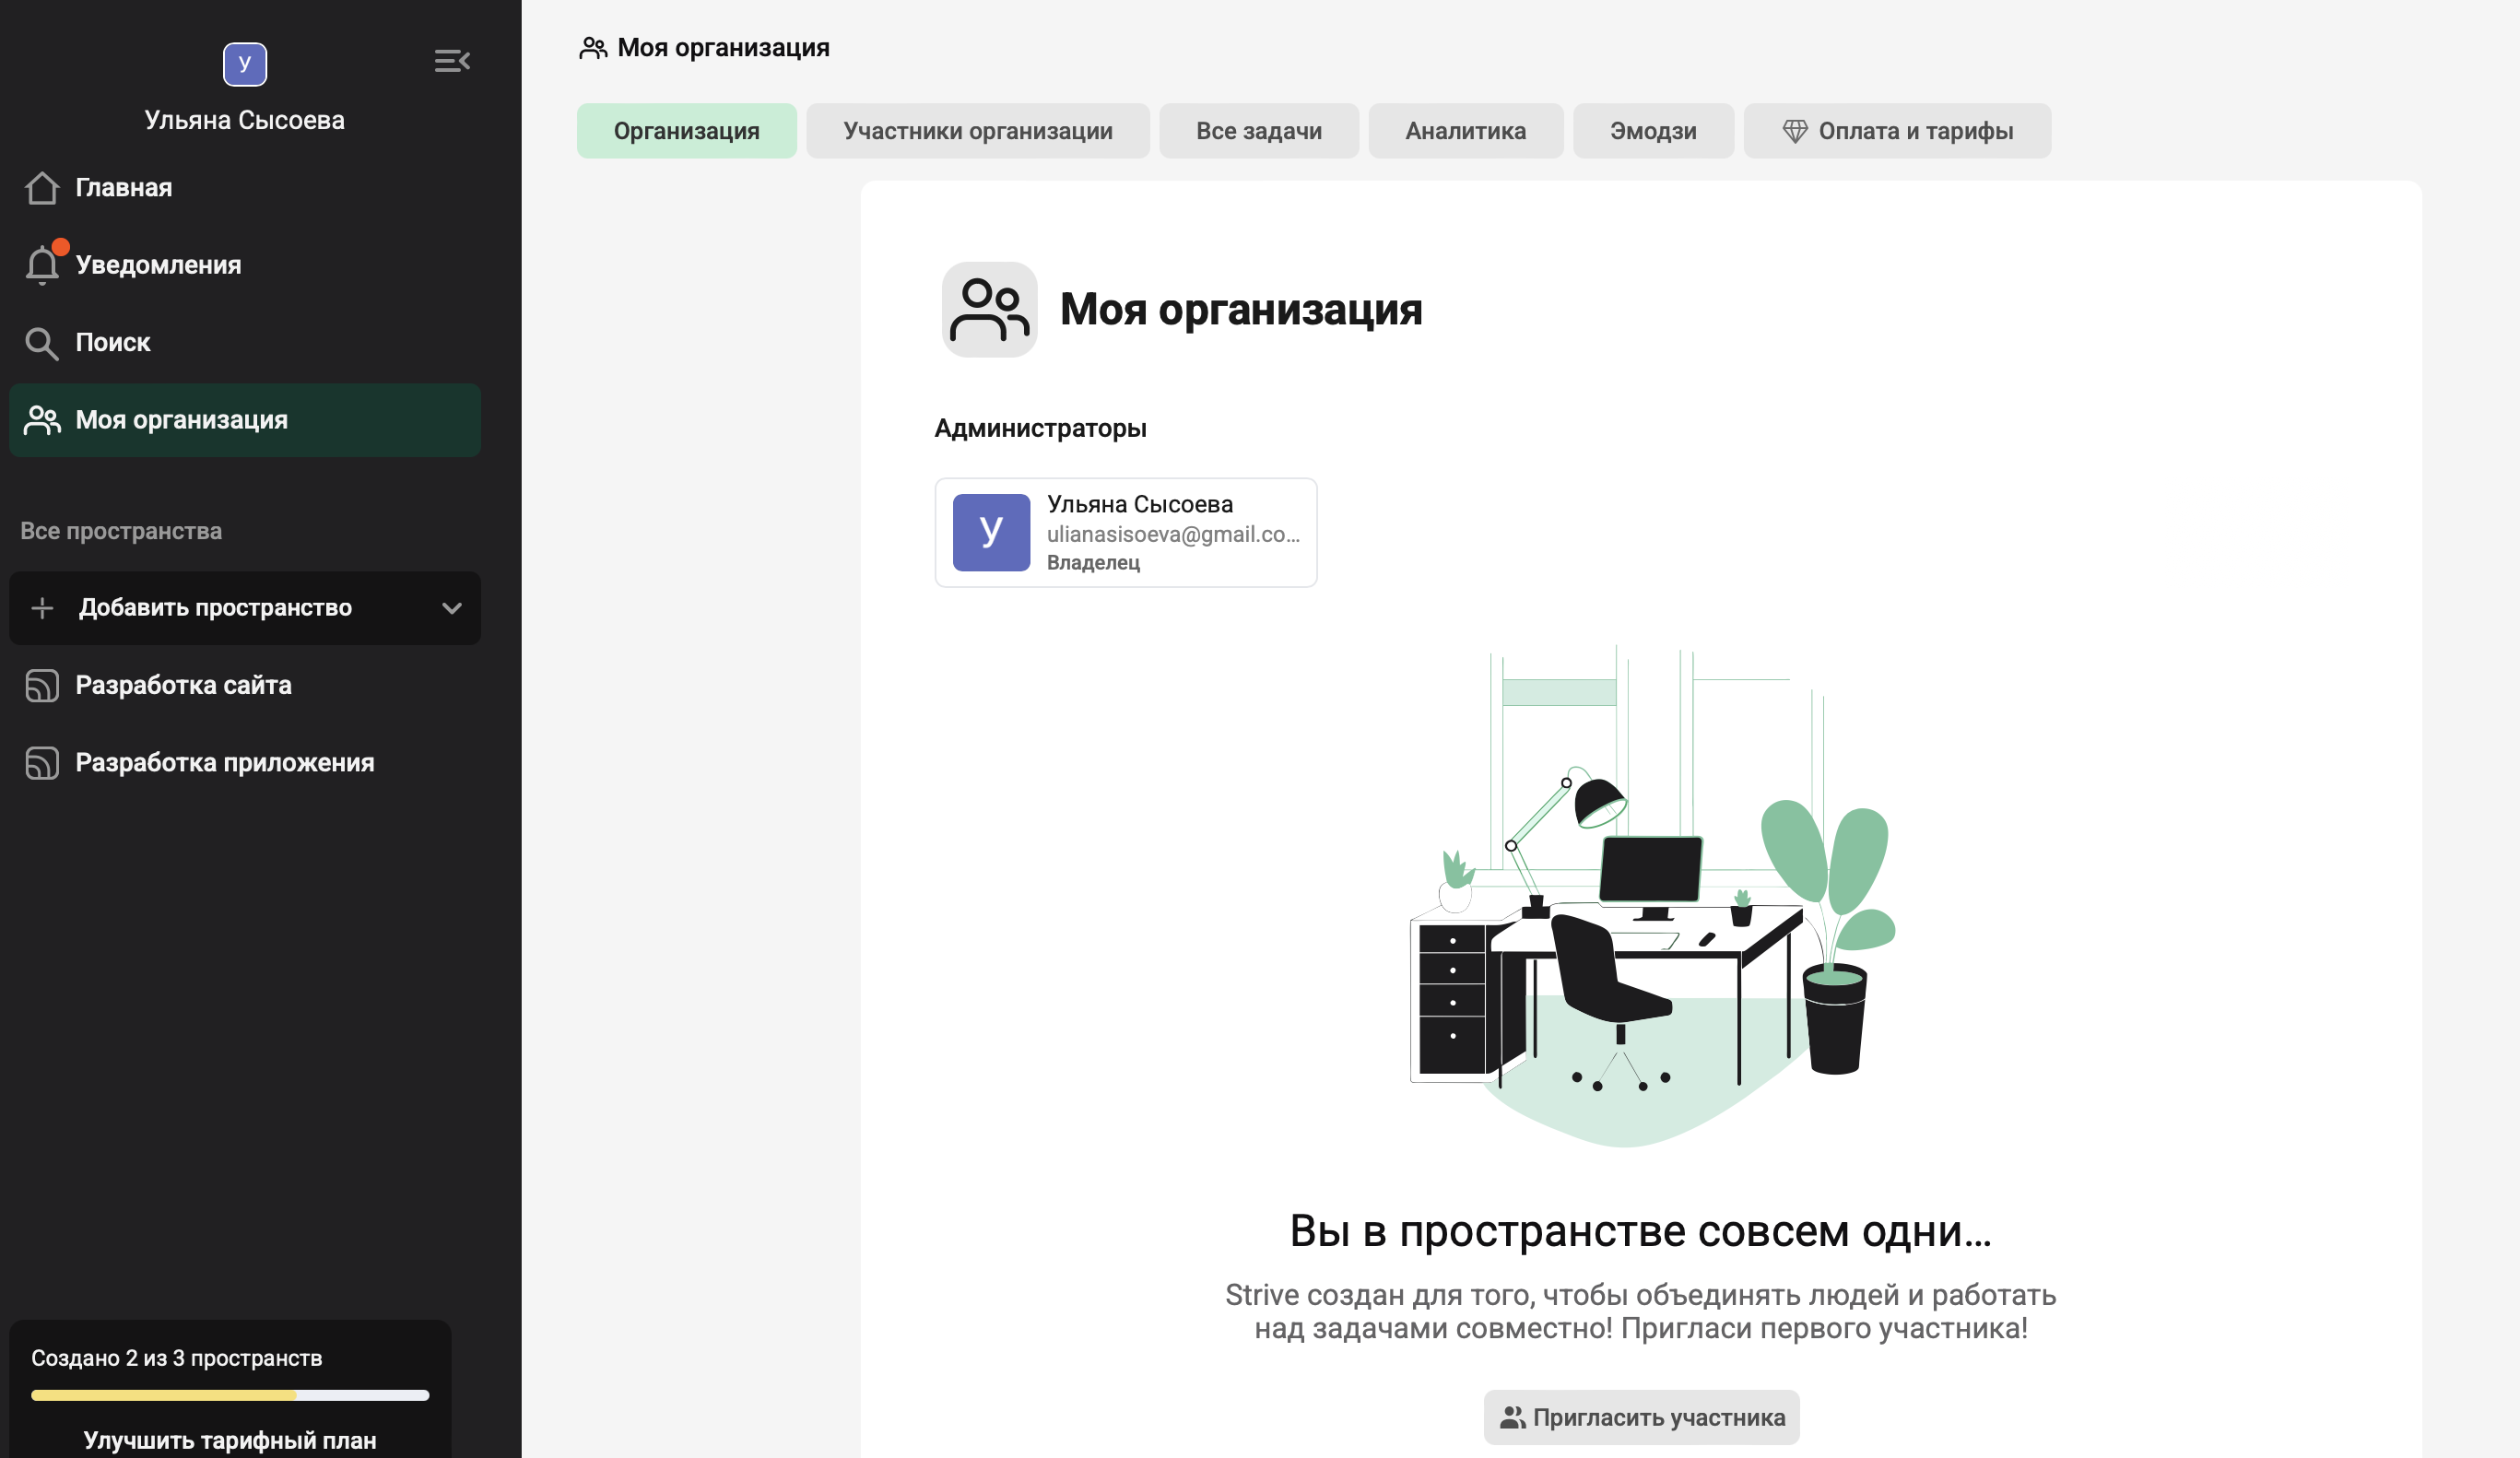 У
Ульяна Сысоева
Главная
Уведомления
Поиск
Моя организация
Все пространства
Добавить пространство
Разработка сайта
Разработка приложения
Создано 2 из 3 пространств
Улучшить тарифный план
Моя организация
Организация
Участники организации
Все задачи
Аналитика
Эмодзи
Оплата и тарифы
Моя организация
Администраторы
У
Ульяна Сысоева
ulianasisoeva@gmail.co...
Владелец
Вы в пространстве совсем одни...
Strive создан для того, чтобы объединять людей и работать
над задачами совместно! Пригласи первого участника!
Пригласить участника